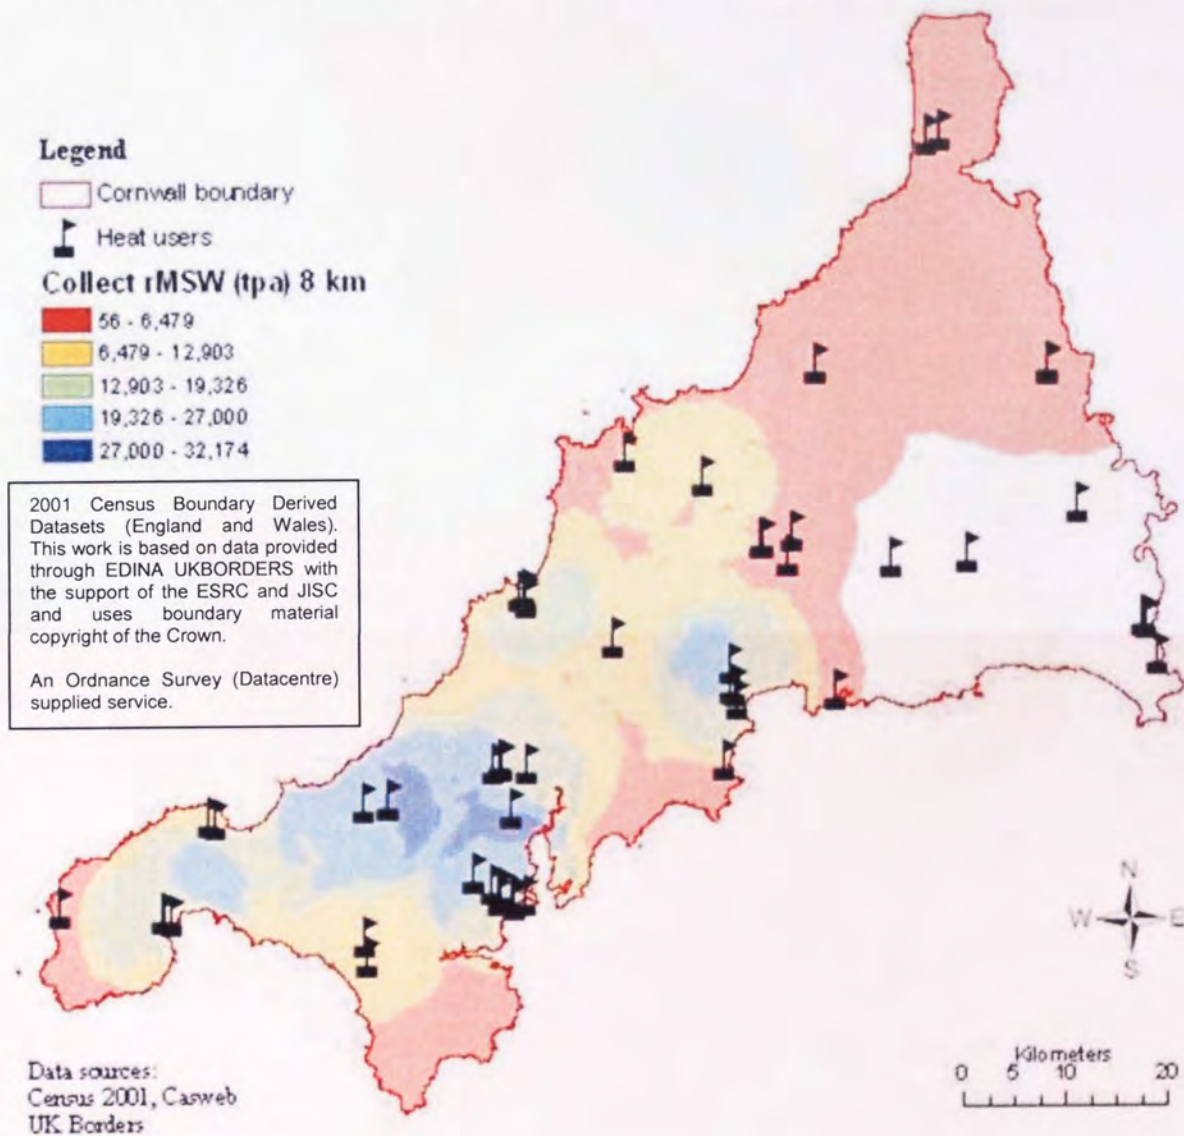 Legend
Cornwall boundary
Heat users
Collect rMSW (tpa) 8 km
56 - 6,479
6,479 - 12,903
12,903 - 19,326
19,326 - 27,000
27,000 - 32,174
2001 Census Boundary Derived
Datasets (England and Wales).
This work is based on data provided
through EDINA UKBORDERS with
the support of the ESRC and JISC
and uses boundary material
copyright of the Crown.
An Ordnance Survey (Datacentre)
supplied service.
N
W E
S
Kilometers
0 5 10 20
Data sources:
Census 2001, Casweb
UK Borders